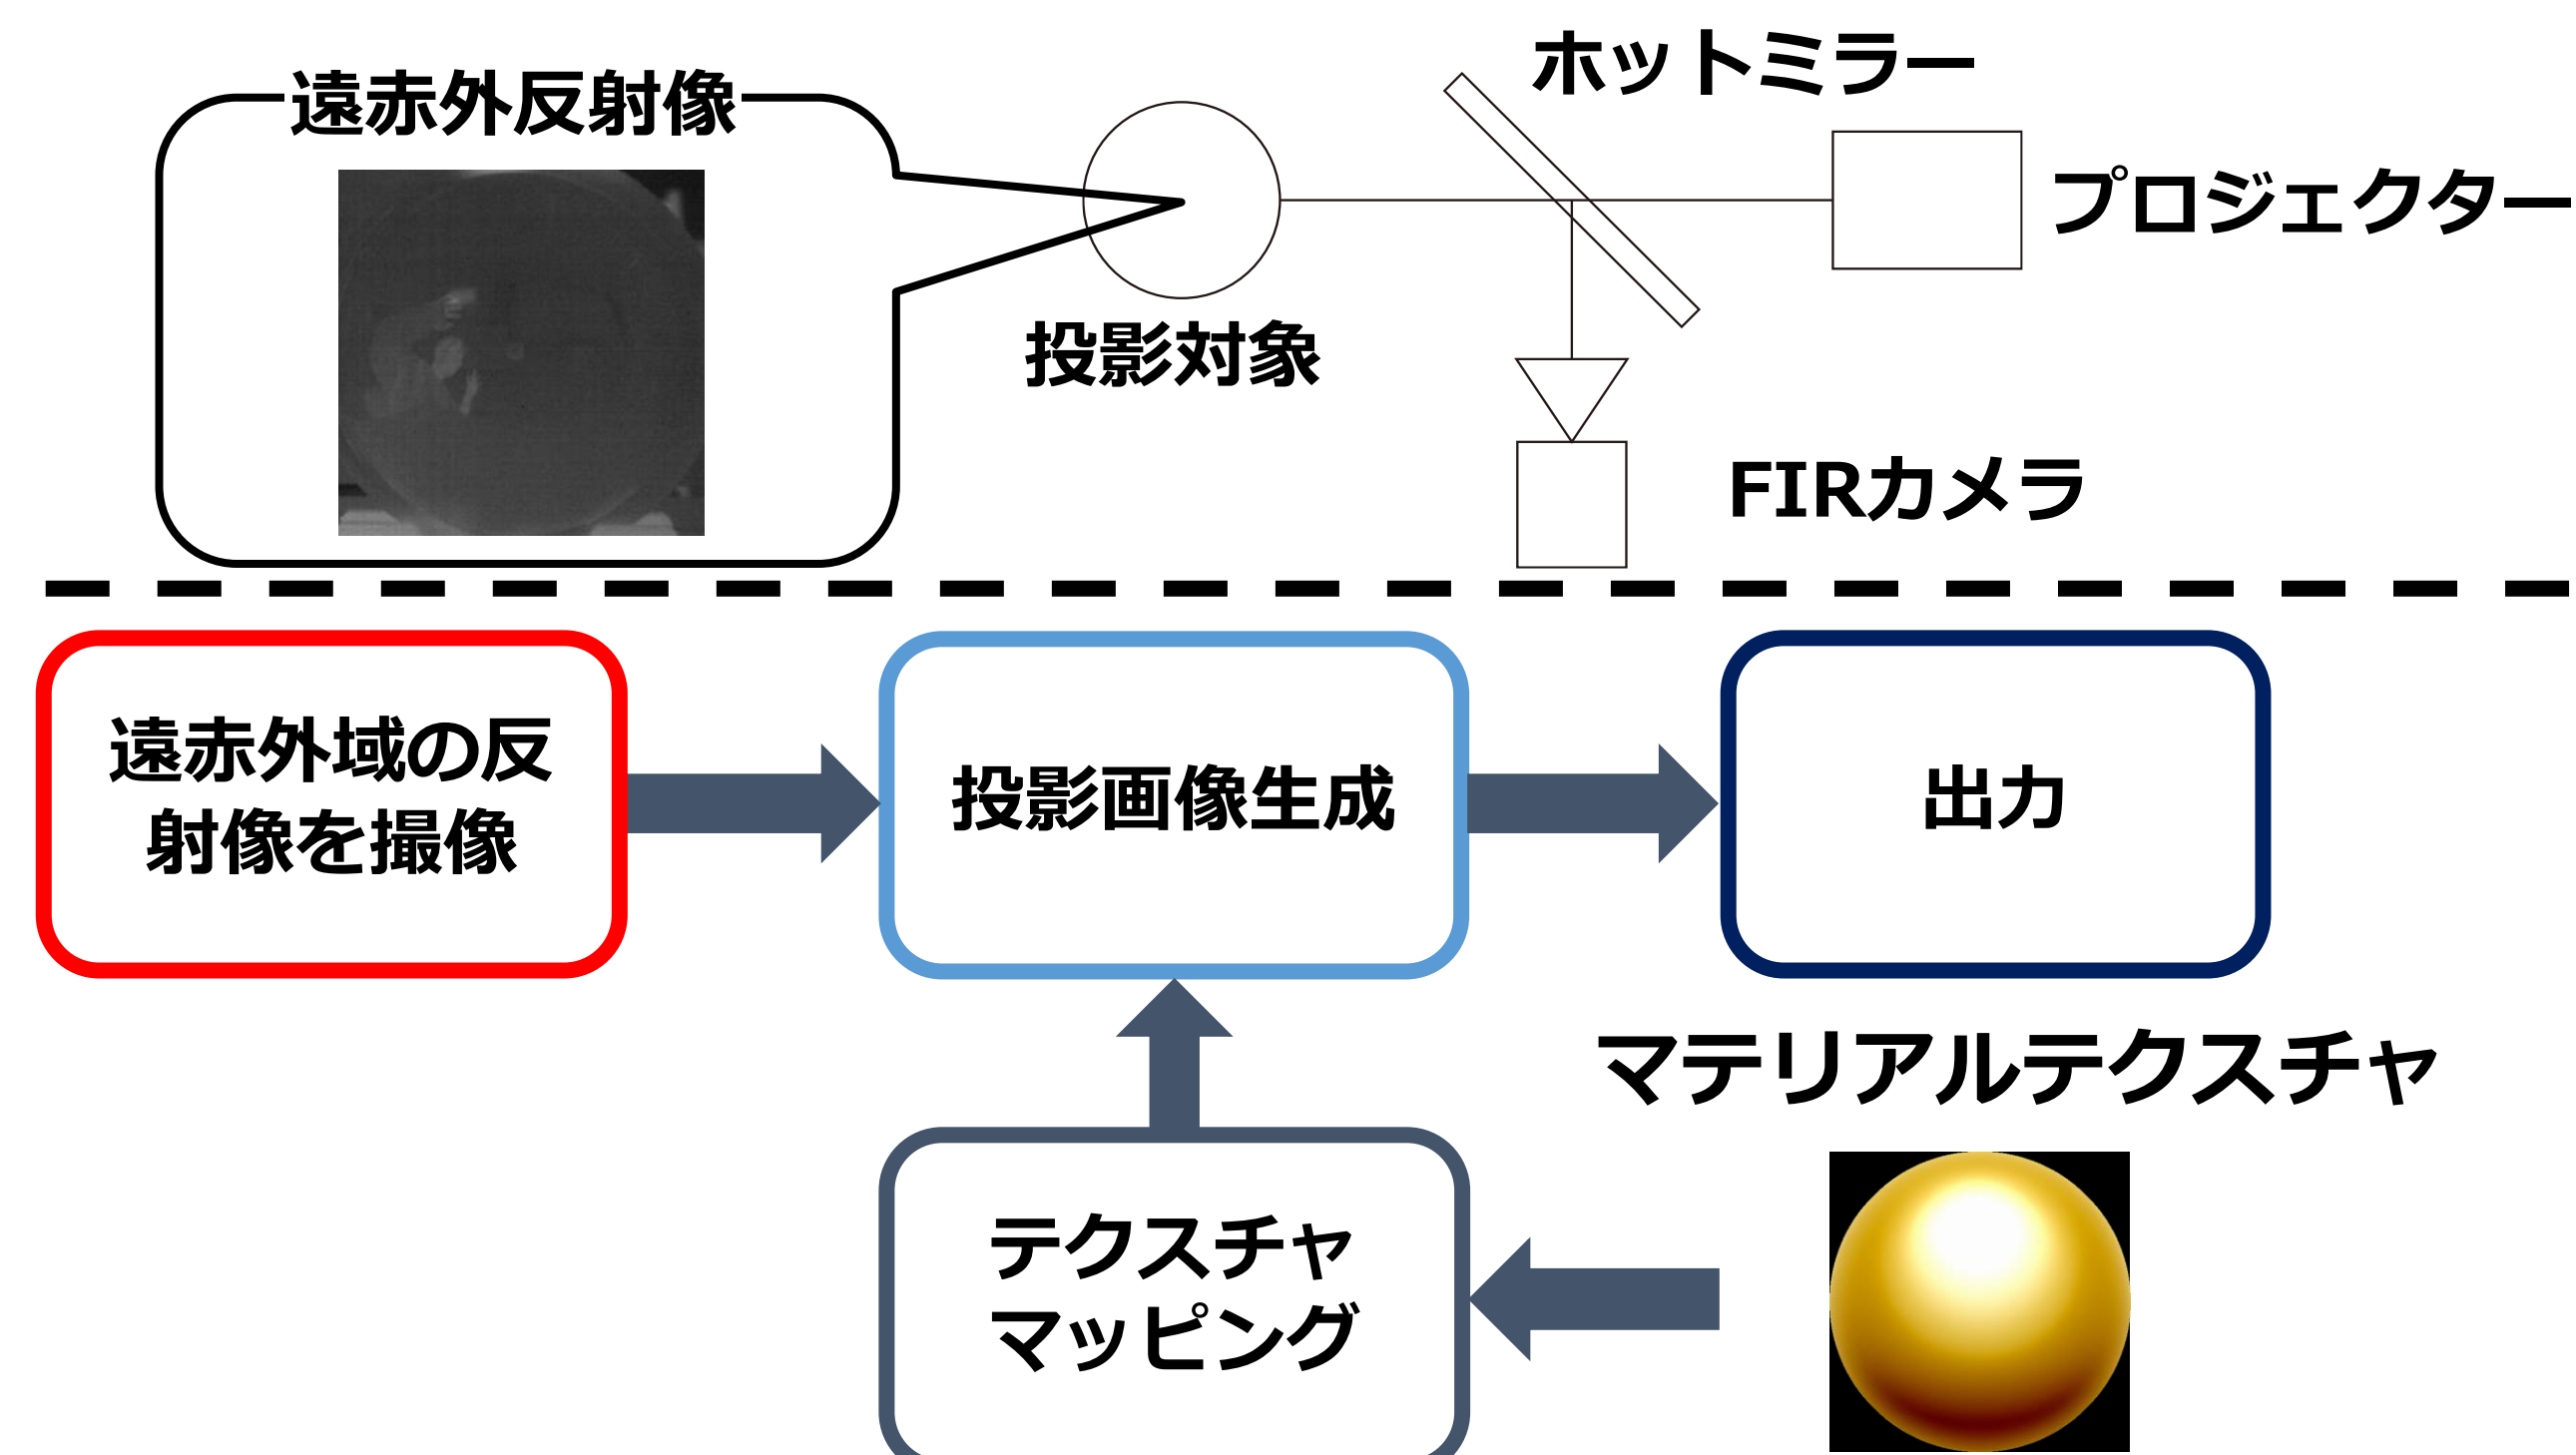 ホットミラー
遠赤外反射像
プロジェクター
投影対象
FIRカメラ
遠赤外域の反
射像を撮像
投影画像生成
出力
マテリアルテクスチャ
テクスチャ
マッピング